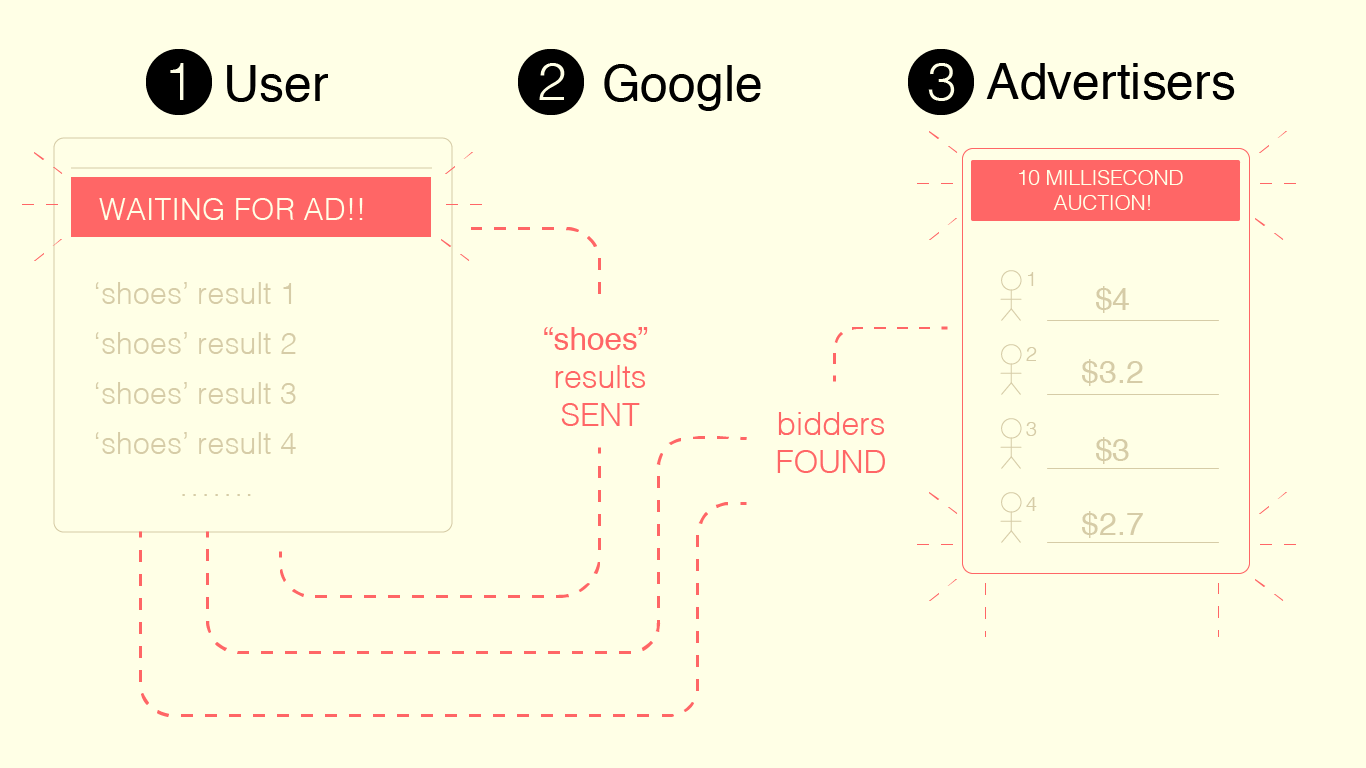 1 User
2 Google
3 Advertisers
WAITING FOR AD!!
‘shoes’ result 1
‘shoes’ result 2
‘shoes’ result 3
‘shoes’ result 4
.......
“shoes”
results
SENT
bidders
FOUND
10 MILLISECOND
AUCTION!
1 $4
2 $3.2
3 $3
4 $2.7